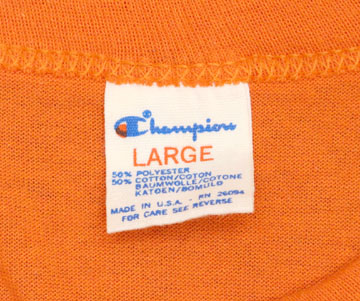 Champion
LARGE
50% POLYESTER
50% COTTON/COTON
BAUMWOLLE/COTONE
KATOEN/BOMULD
MADE IN U.S.A. - RN 26094
FOR CARE SEE REVERSE